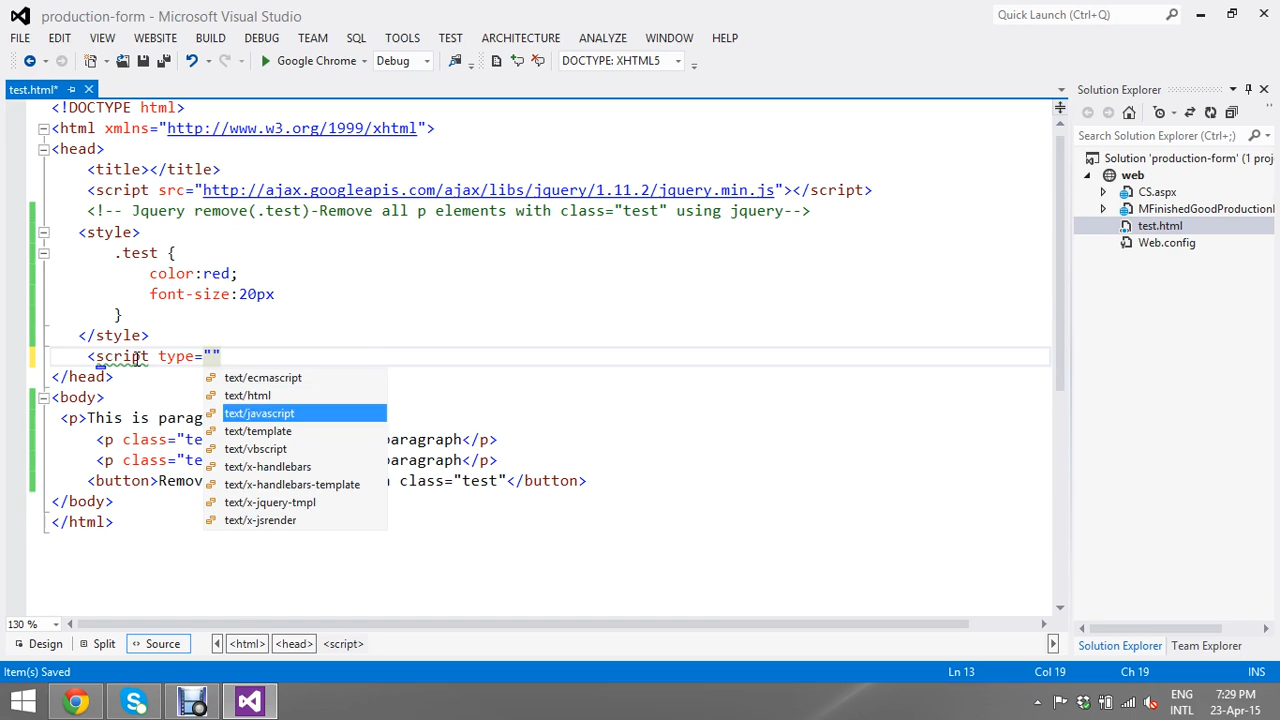 production-form - Microsoft Visual Studio
Quick Launch (Ctrl+Q)
FILE EDIT VIEW WEBSITE BUILD DEBUG TEAM SQL TOOLS TEST ARCHITECTURE ANALYZE WINDOW HELP
Google Chrome Debug DOCTYPE: XHTML5
test.html*
<!DOCTYPE html>
<html xmlns="http://www.w3.org/1999/xhtml">
<head>
<title></title>
<script src="http://ajax.googleapis.com/ajax/libs/jquery/1.11.2/jquery.min.js"></script>
<!-- Jquery remove(.test)-Remove all p elements with class="test" using jquery-->
<style>
.test {
color:red;
font-size:20px
}
</style>
<script type=""
</head>
<body>
<p>This is parag
<p class="te paragraph</p>
<p class="te paragraph</p>
<button>Remov class="test"</button>
</body>
</html>
text/ecmascript
text/html
text/javascript
text/template
text/vbscript
text/x-handlebars
text/x-handlebars-template
text/x-jquery-tmpl
text/x-jsrender
130 %
Design Split Source <html> <head> <script>
Solution Explorer
Search Solution Explorer (Ctrl+;)
Solution 'production-form' (1 proj
web
CS.aspx
MFinishedGoodProductionI
test.html
Web.config
Solution Explorer Team Explorer
Item(s) Saved Ln 13 Col 19 Ch 19 INS
ENG
INTL
7:29 PM
23-Apr-15